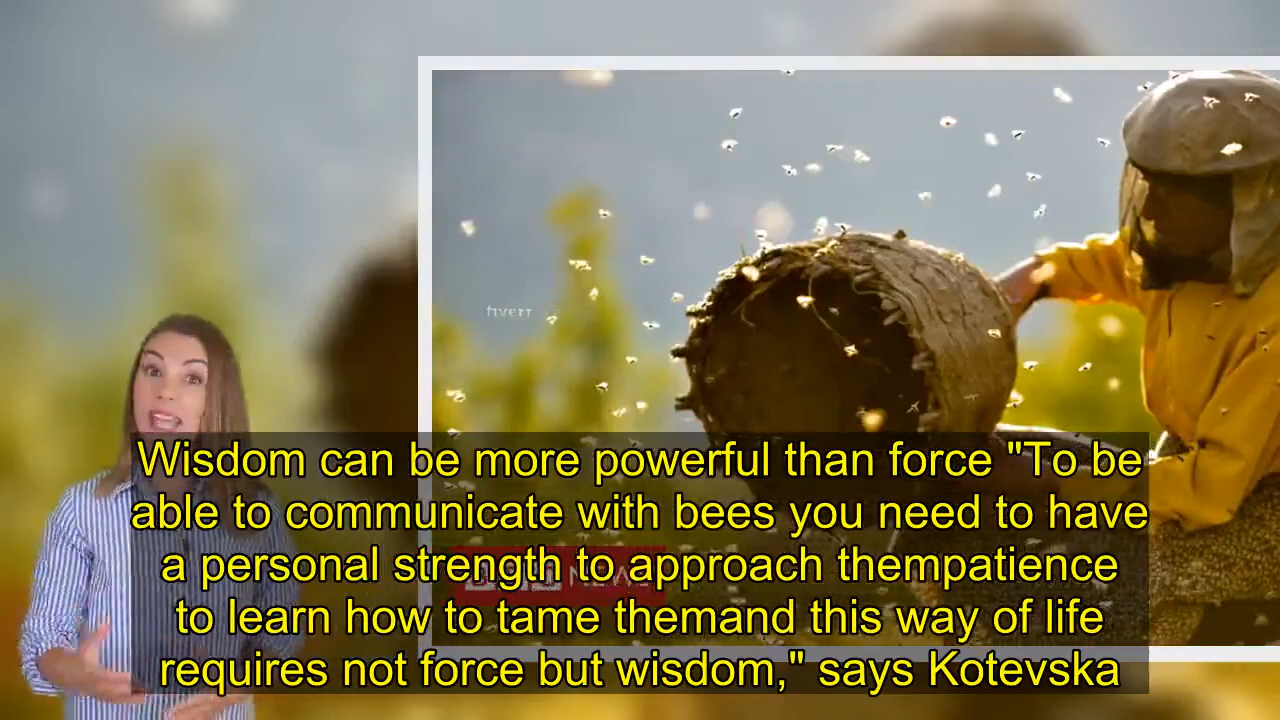 fiverr
Wisdom can be more powerful than force "To be
able to communicate with bees you need to have
a personal strength to approach thempatience
to learn how to tame themand this way of life
requires not force but wisdom," says Kotevska
NEWS